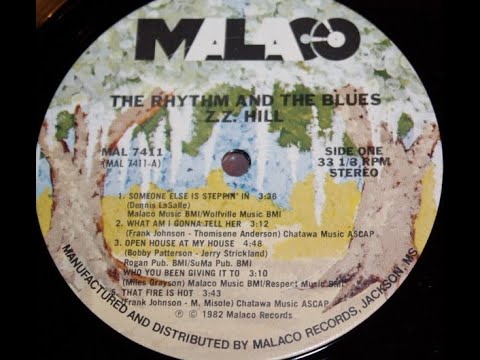 MALACO
THE RHYTHM AND THE BLUES
Z.Z. HILL
MAL 7411
(MAL 7411-A)
SIDE ONE
33 1/3 RPM
STEREO
1. SOMEONE ELSE IS STEPPIN' IN 3:36
(Dennis LaSalle)
Malaco Music BMI/Wolfville Music BMI
2. WHAT AM I GONNA TELL HER 3:12
(Frank Johnson - Thomisene Anderson) Chatawa Music ASCAP
3. OPEN HOUSE AT MY HOUSE 4:48
(Bobby Patterson - Jerry Strickland)
Rogan Pub. BMI/SuMa Pub. BMI
WHO YOU BEEN GIVING IT TO 3:10
(Miles Grayson) Malaco Music BMI/Respect Music BMI
5. THAT FIRE IS HOT 3:43
(Frank Johnson - M. Misole) Chatawa Music ASCAP
℗ © 1982 Malaco Records
MANUFACTURED AND DISTRIBUTED BY MALACO RECORDS, JACKSON, MS